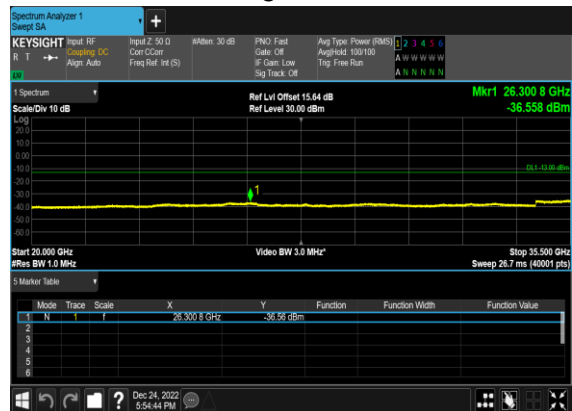 Spectrum Analyzer 1
Swept SA
+
KEYSIGHT Input: RF Input Z: 50 Ω #Atten: 30 dB PNO: Fast Avg Type: Power (RMS) 1 2 3 4 5 6
R T Coupling: DC Corr CCorr Gate: Off Avg|Hold: 100/100 A W W W W W
Align: Auto Freq Ref: Int (S) IF Gain: Low Trig: Free Run
Sig Track: Off A N N N N N
1 Spectrum Ref Lvl Offset 15.64 dB Mkr1 26.300 8 GHz
Scale/Div 10 dB Ref Level 30.00 dBm -36.558 dBm
Log
20.0
10.0
0.00
-10.0 DL1 -13.00 dBm
-20.0
-30.0 1
-40.0
-50.0
-60.0
Start 20.000 GHz Video BW 3.0 MHz* Stop 35.500 GHz
#Res BW 1.0 MHz Sweep 26.7 ms (40001 pts)
5 Marker Table
Mode Trace Scale X Y Function Function Width Function Value
1 N 1 f 26.300 8 GHz -36.56 dBm
2
3
4
5
6
? Dec 24, 2022
5:54:44 PM